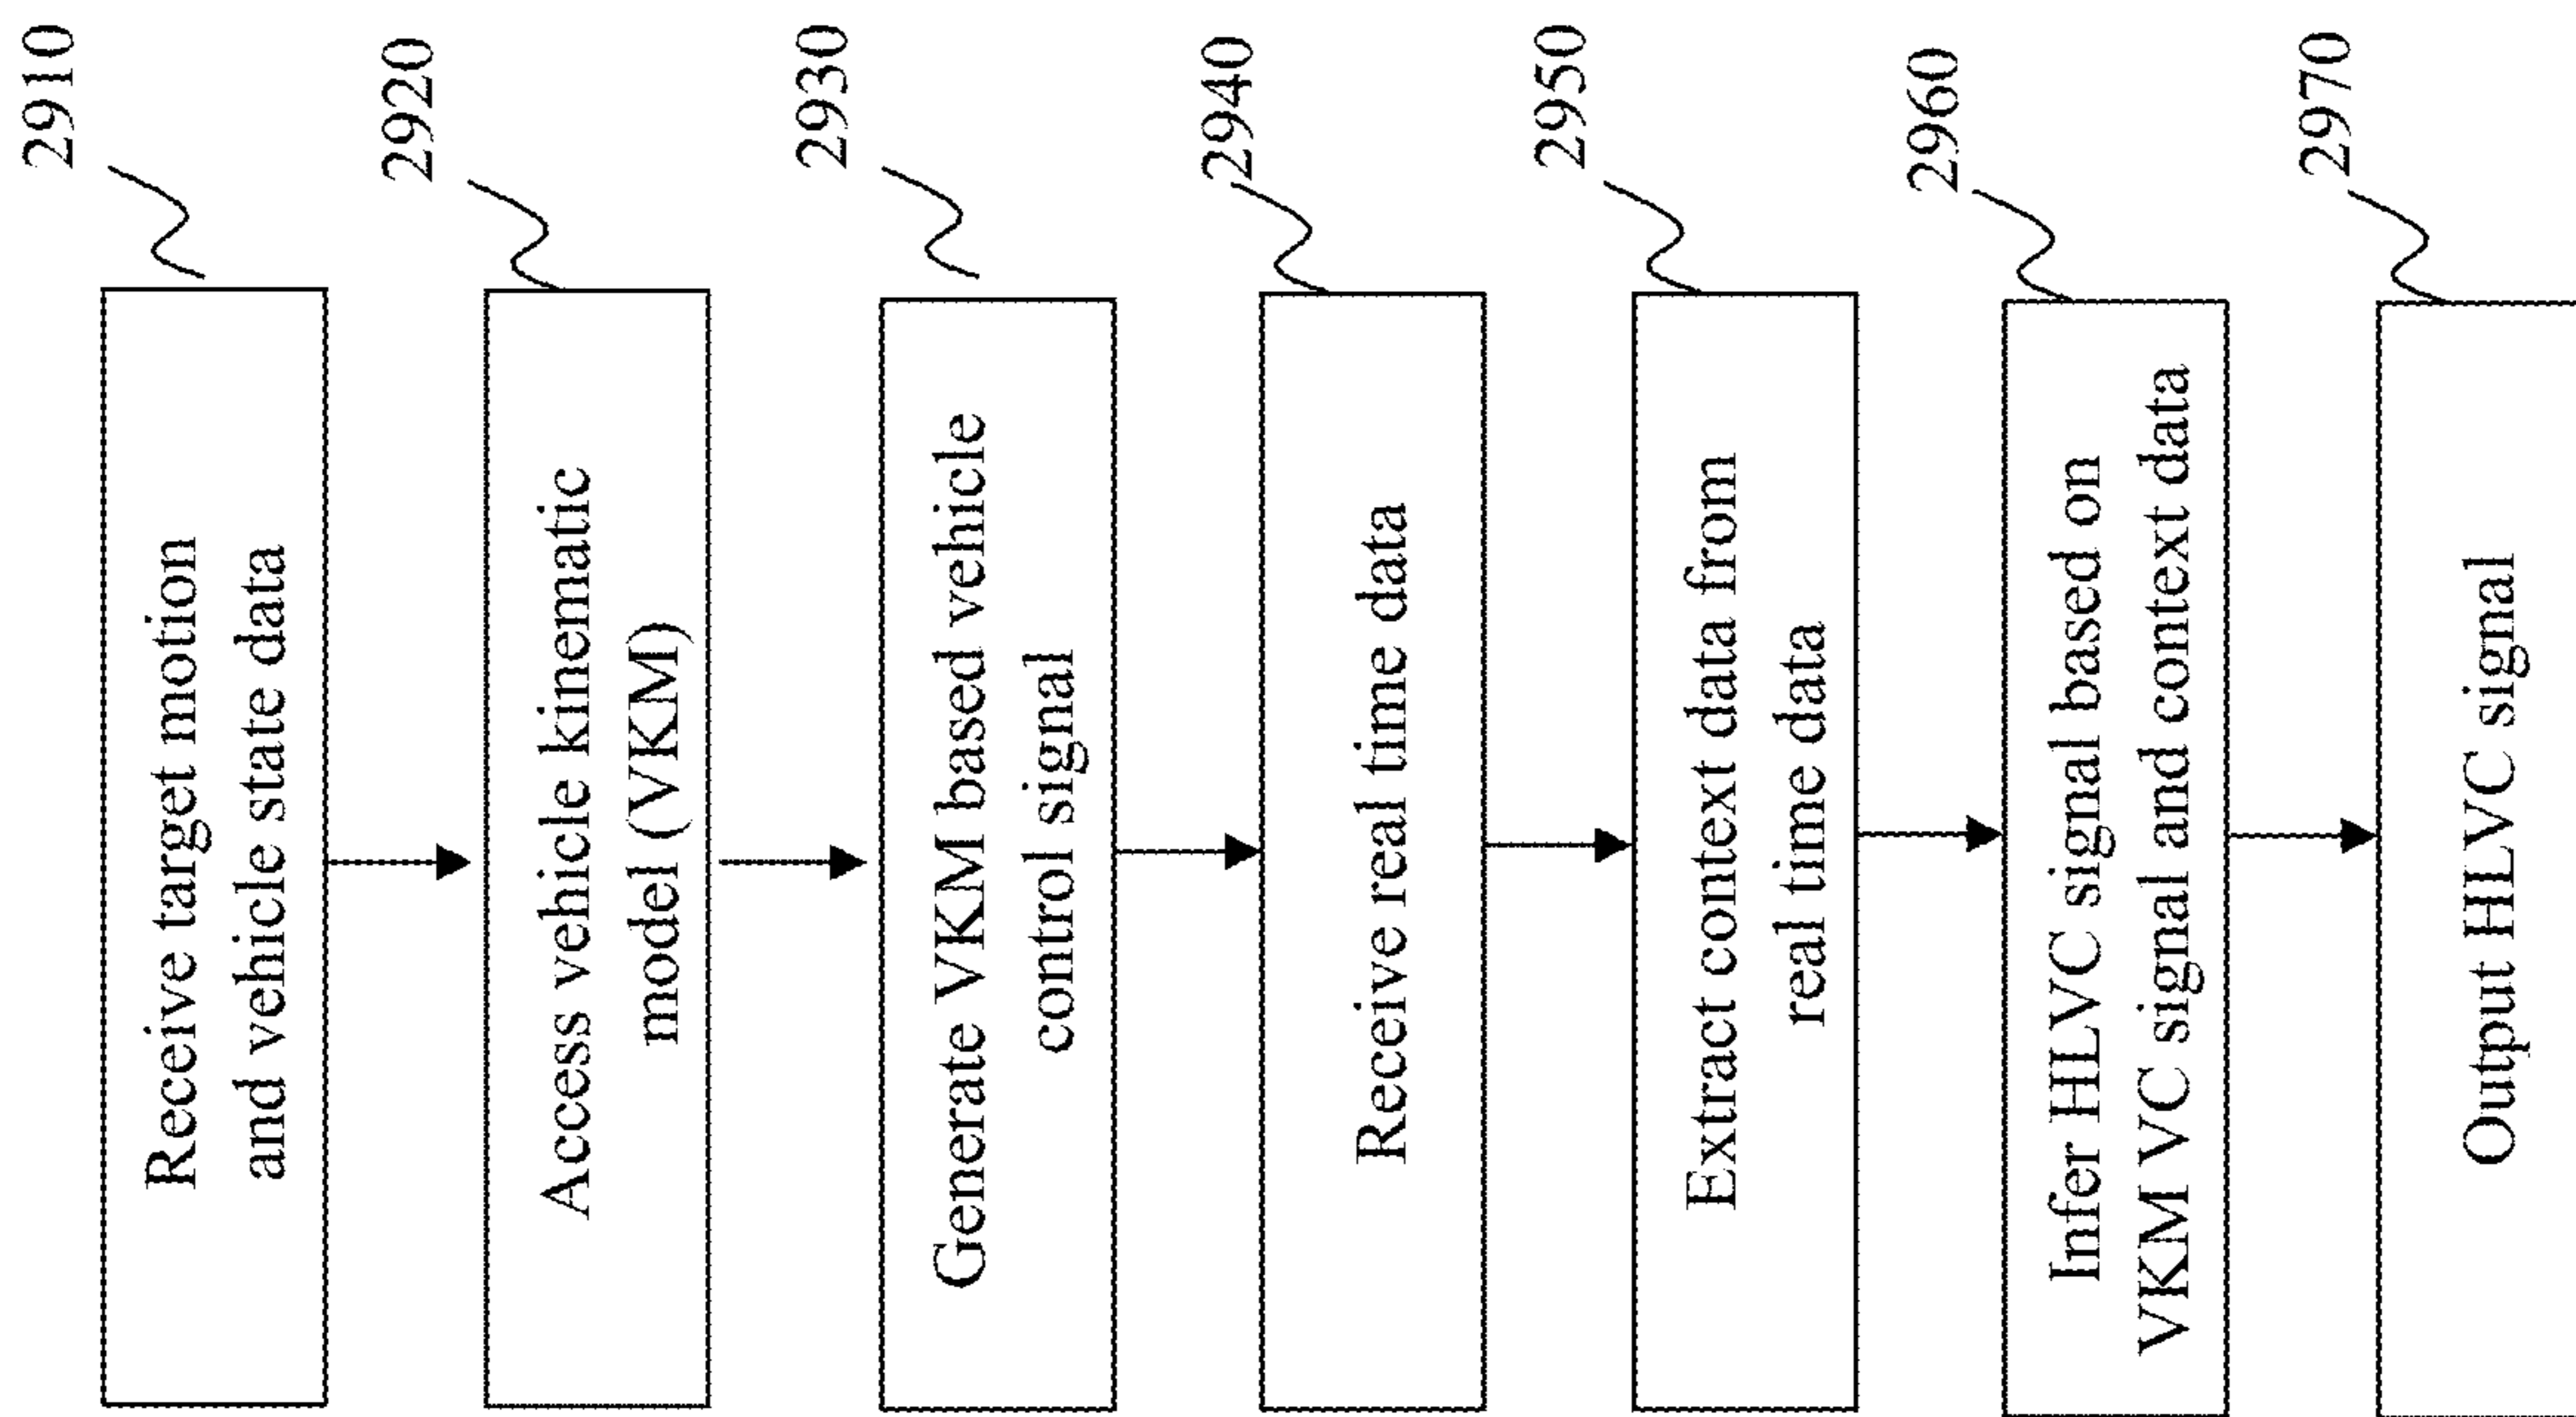 2910
Receive target motion
and vehicle state data
2920
Access vehicle kinematic
model (VKM)
2930
Generate VKM based vehicle
control signal
2940
Receive real time data
2950
Extract context data from
real time data
2960
Infer HLVC signal based on
VKM VC signal and context data
2970
Output HLVC signal